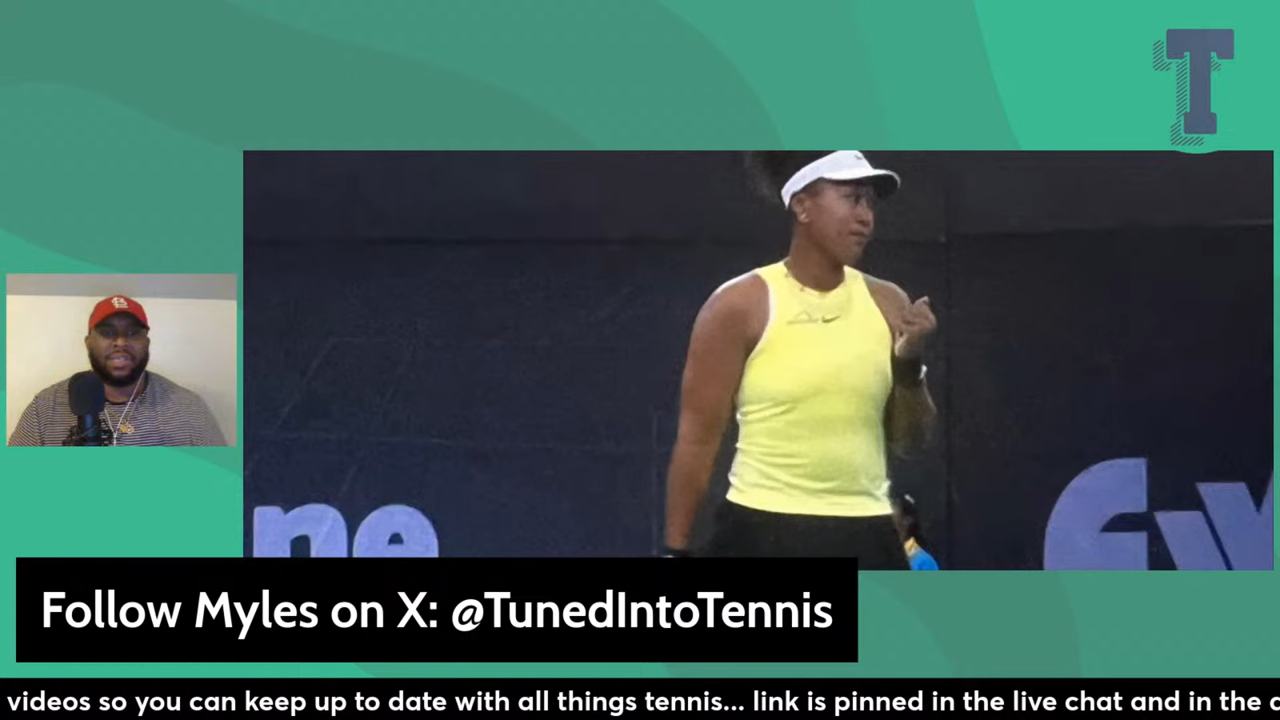 T
ne
Follow Myles on X: @TunedIntoTennis
videos so you can keep up to date with all things tennis... link is pinned in the live chat and in the